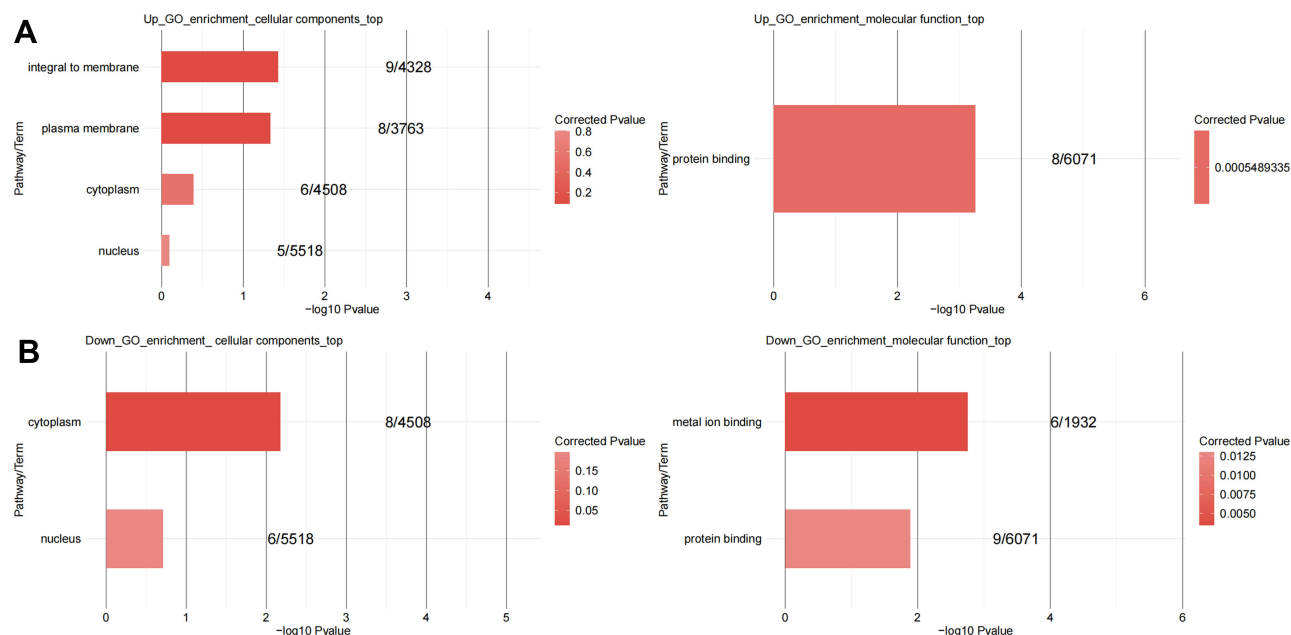 A
Up_GO_enrichment_cellular components_top
Pathway/Term
integral to membrane
9/4328
plasma membrane
8/3763
cytoplasm
6/4508
nucleus
5/5518
0 1 2 3 4
−log10 Pvalue
Corrected Pvalue
0.8
0.6
0.4
0.2
Up_GO_enrichment_molecular function_top
Pathway/Term
protein binding
8/6071
0 2 4 6
−log10 Pvalue
Corrected Pvalue
0.0005489335
B
Down_GO_enrichment_ cellular components_top
Pathway/Term
cytoplasm
8/4508
nucleus
6/5518
0 1 2 3 4 5
−log10 Pvalue
Corrected Pvalue
0.15
0.10
0.05
Down_GO_enrichment_molecular function_top
Pathway/Term
metal ion binding
6/1932
protein binding
9/6071
0 2 4 6
−log10 Pvalue
Corrected Pvalue
0.0125
0.0100
0.0075
0.0050